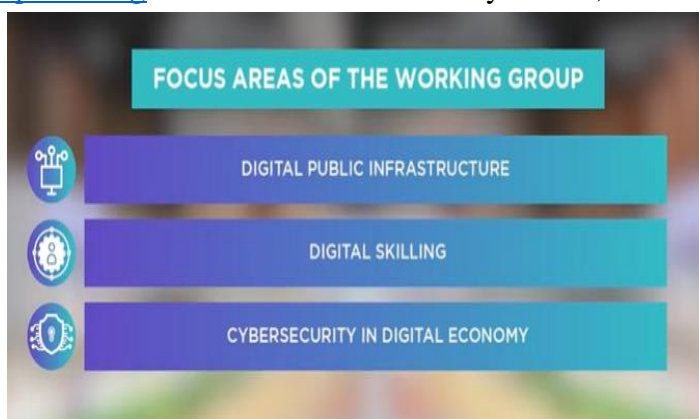 FOCUS AREAS OF THE WORKING GROUP
DIGITAL PUBLIC INFRASTRUCTURE
DIGITAL SKILLING
CYBERSECURITY IN DIGITAL ECONOMY